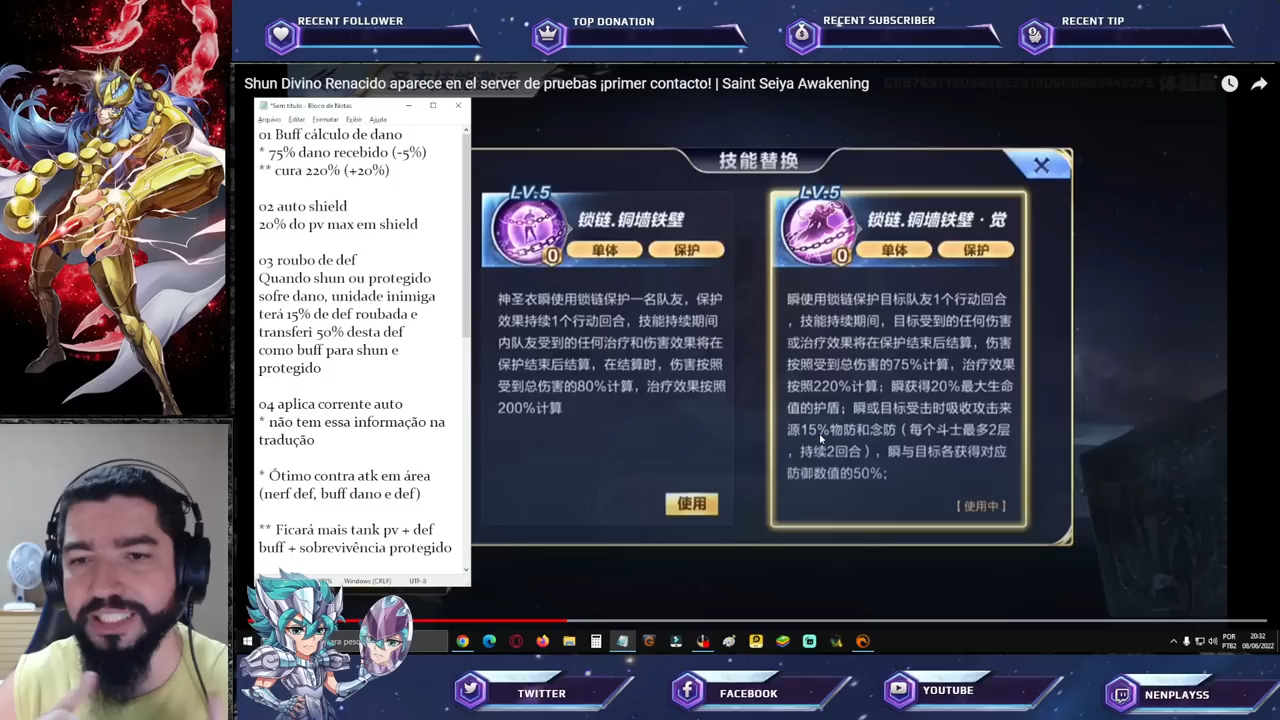 RECENT FOLLOWER
TOP DONATION
RECENT SUBSCRIBER
RECENT TIP
Shun Divino Renacido aparece en el server de pruebas ¡primer contacto! | Saint Seiya Awakening
*Sem título - Bloco de Notas
Arquivo Editar Formatar Exibir Ajuda
01 Buff cálculo de dano
* 75% dano recebido (-5%)
** cura 220% (+20%)
02 auto shield
20% do pv max em shield
03 roubo de def
Quando shun ou protegido
sofre dano, unidade inimiga
terá 15% de def roubada e
transferi 50% desta def
como buff para shun e
protegido
04 aplica corrente auto
* não tem essa informação na
tradução
* Ótimo contra atk em área
(nerf def, buff dano e def)
** Ficará mais tank pv + def
buff + sobrevivência protegido
Windows (CRLF) UTF-8
技能替换
LV.5
锁链.铜墙铁壁
单体 保护
0
神圣衣瞬使用锁链保护一名队友，保护
效果持续1个行动回合，技能持续期间
内队友受到的任何治疗和伤害效果将在
保护结束后结算，在结算时，伤害按照
受到总伤害的80%计算，治疗效果按照
200%计算
使用
LV.5
锁链.铜墙铁壁·觉
单体 保护
0
瞬使用锁链保护目标队友1个行动回合
，技能持续期间，目标受到的任何伤害
或治疗效果将在保护结束后结算，伤害
按照受到总伤害的75%计算，治疗效果
按照220%计算；瞬获得20%最大生命
值的护盾；瞬或目标受击时吸收攻击来
源15%物防和念防（每个斗士最多2层
，持续2回合），瞬与目标各获得对应
防御数值的50%；
【使用中】
POR
PTB2
20:32
08/06/2022
TWITTER
FACEBOOK
YOUTUBE
NENPLAYSS